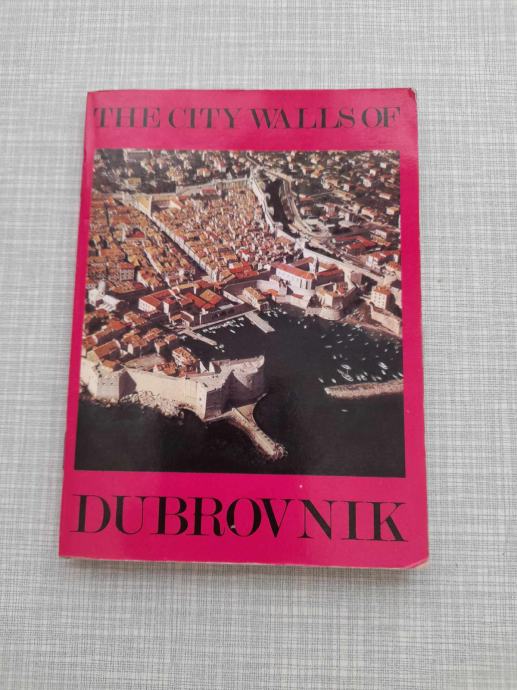 THE CITY WALLS OF
DUBROVNIK